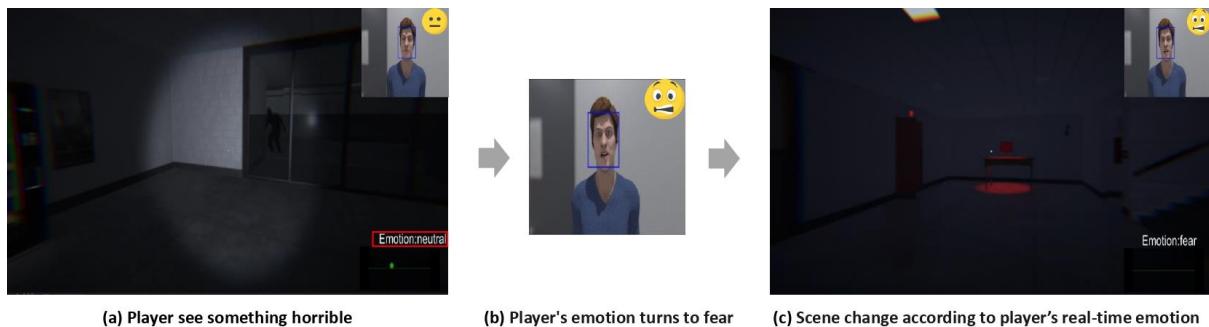 Emotion:neutral
Emotion:fear
(a) Player see something horrible
(b) Player's emotion turns to fear
(c) Scene change according to player’s real-time emotion